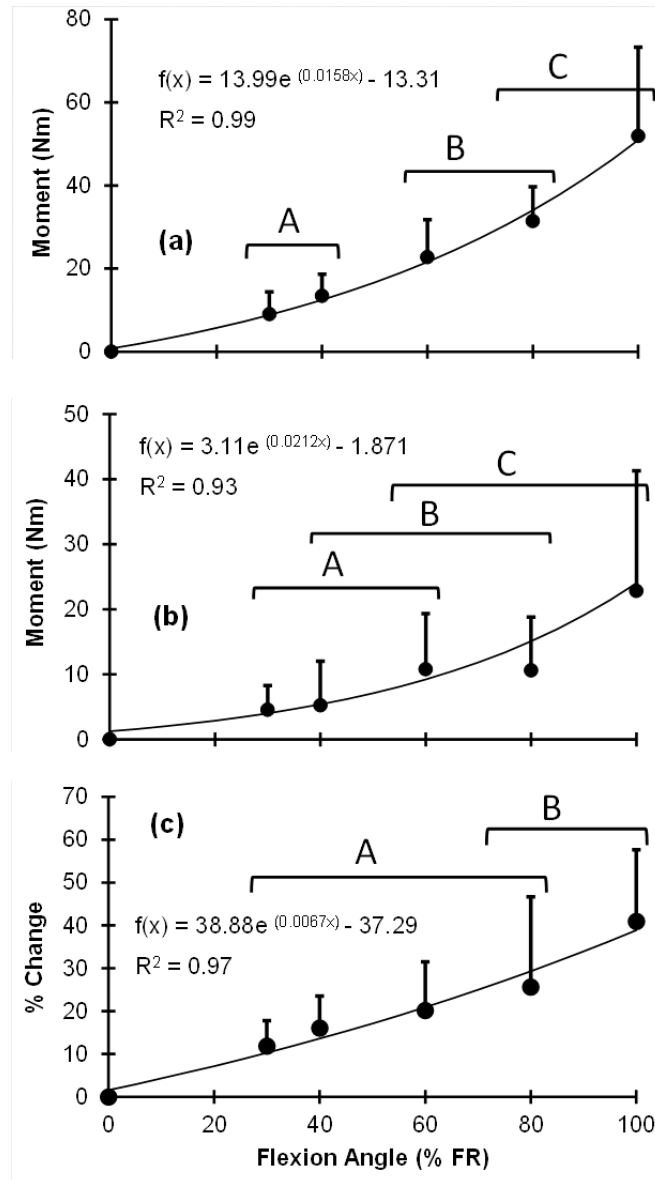 80
60
40
20
0
Moment (Nm)
f(x) = 13.99e (0.0158x) - 13.31
R2 = 0.99
(a)
A
B
C
50
40
30
20
10
0
Moment (Nm)
f(x) = 3.11e (0.0212x) - 1.871
R2 = 0.93
(b)
A
B
C
70
60
50
40
30
20
10
0
% Change
(c)
A
B
f(x) = 38.88e (0.0067x) - 37.29
R2 = 0.97
0 20 40 60 80 100
Flexion Angle (% FR)